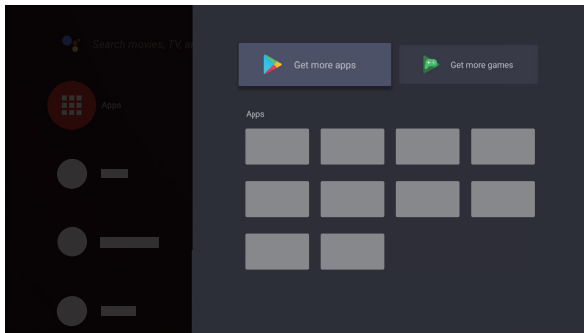 Search movies, TV, a
Get more apps
Get more games
Apps
Apps